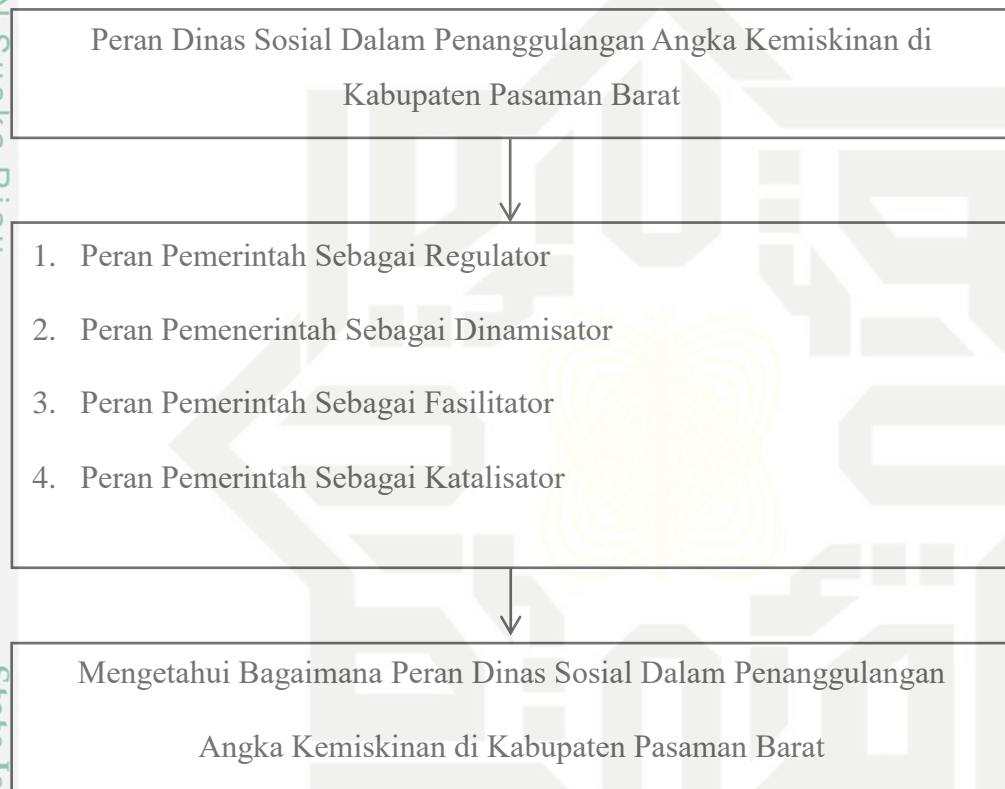 Peran Dinas Sosial Dalam Penanggulangan Angka Kemiskinan di
Kabupaten Pasaman Barat
1. Peran Pemerintah Sebagai Regulator
2. Peran Pemenerintah Sebagai Dinamisator
3. Peran Pemerintah Sebagai Fasilitator
4. Peran Pemerintah Sebagai Katalisator
Mengetahui Bagaimana Peran Dinas Sosial Dalam Penanggulangan
Angka Kemiskinan di Kabupaten Pasaman Barat